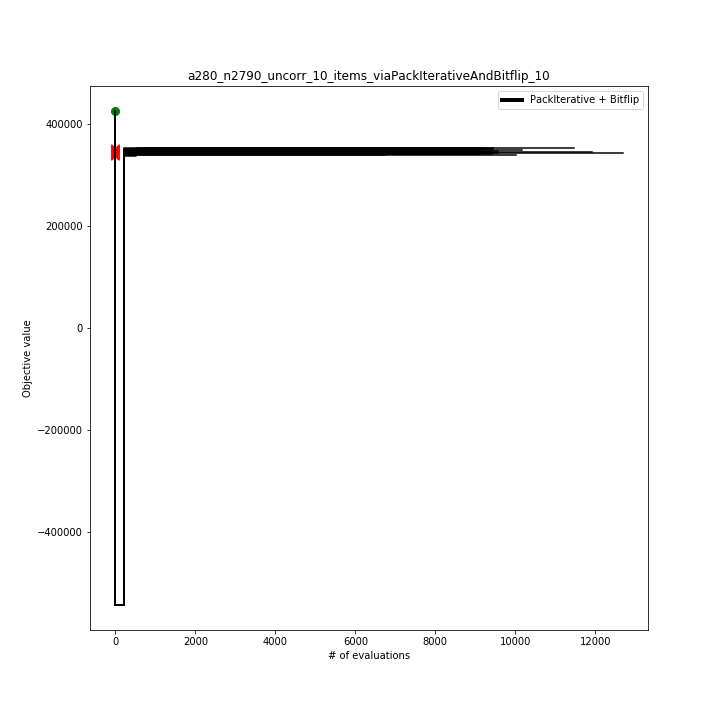 a280_n2790_uncorr_10_items_viaPackIterativeAndBitflip_10
PackIterative + Bitflip
400000
200000
0
−200000
−400000
Objective value
0 2000 4000 6000 8000 10000 12000
# of evaluations